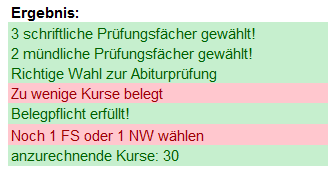 Ergebnis:
3 schriftliche Prüfungsfächer gewählt!
2 mündliche Prüfungsfächer gewählt!
Richtige Wahl zur Abiturprüfung
Zu wenige Kurse belegt
Belegpflicht erfüllt!
Noch 1 FS oder 1 NW wählen
anzurechnende Kurse: 30